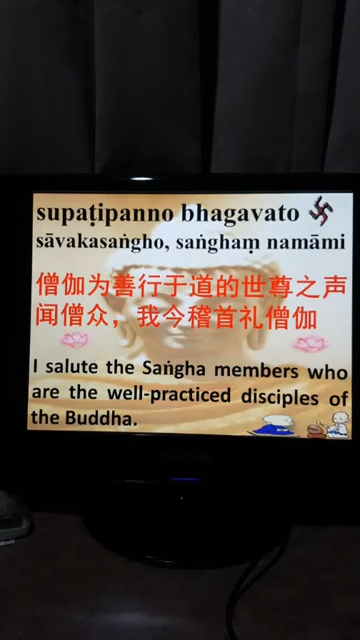 supaṭipanno bhagavato 卐
sāvakasaṅgho, saṅghaṃ namāmi
僧伽为善行于道的世尊之声
闻僧众，我今稽首礼僧伽
I salute the Saṅgha members who
are the well-practiced disciples of
the Buddha.